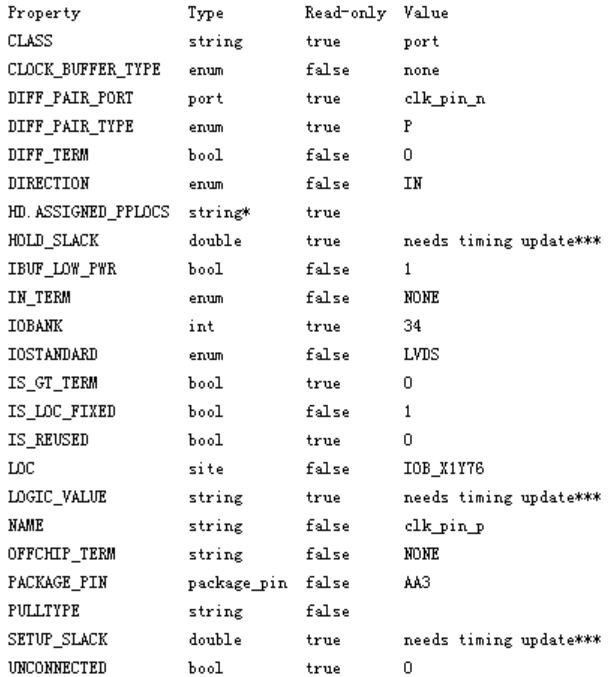 Property Type Read-only Value
CLASS string true port
CLOCK_BUFFER_TYPE enum false none
DIFF_PAIR_PORT port true clk_pin_n
DIFF_PAIR_TYPE enum true P
DIFF_TERM bool false 0
DIRECTION enum false IN
HD.ASSIGNED_PPLOCS string* true
HOLD_SLACK double true needs timing update***
IBUF_LOW_PWR bool false 1
IN_TERM enum false NONE
IOBANK int true 34
IOSTANDARD enum false LVDS
IS_GT_TERM bool true 0
IS_LOC_FIXED bool false 1
IS_REUSED bool true 0
LOC site false IOB_X1Y76
LOGIC_VALUE string true needs timing update***
NAME string false clk_pin_p
OFFCHIP_TERM string false NONE
PACKAGE_PIN package_pin false AA3
PULLTYPE string false
SETUP_SLACK double true needs timing update***
UNCONNECTED bool true 0